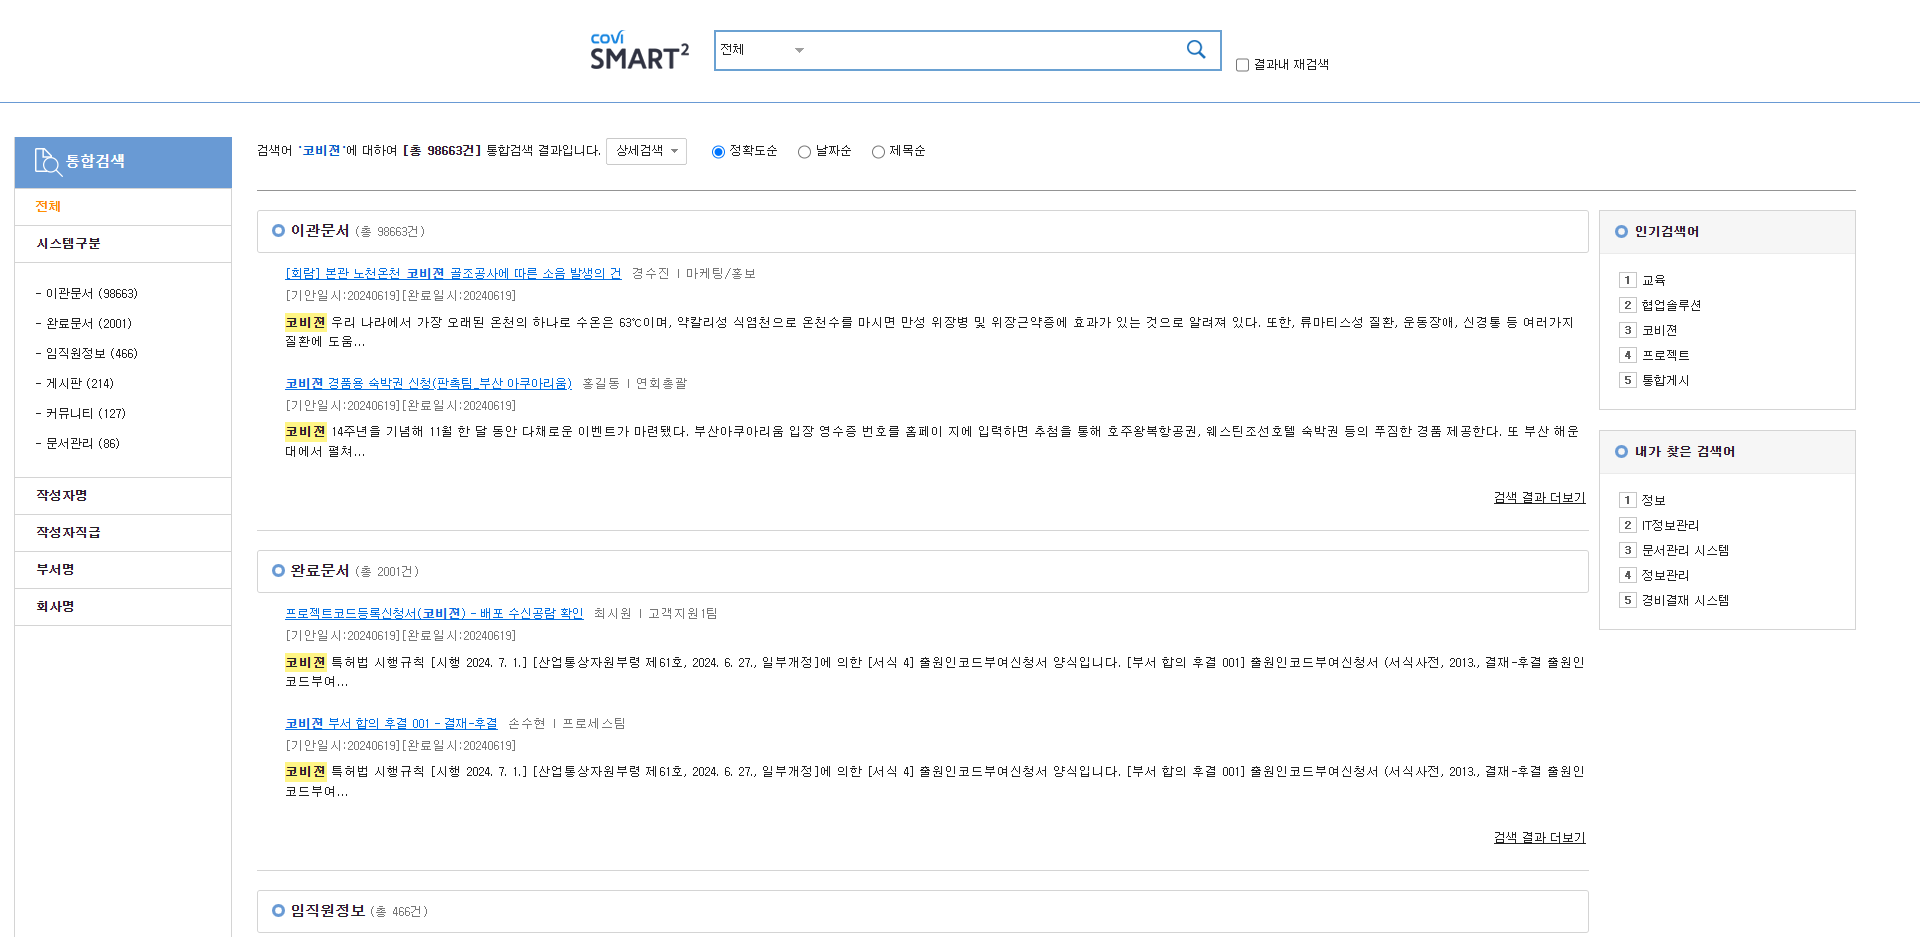 covi
SMART²
전체
결과내 재검색
통합검색
전체
시스템구분
- 이관문서 (98663)
- 완료문서 (2001)
- 임직원정보 (466)
- 게시판 (214)
- 커뮤니티 (127)
- 문서관리 (86)
작성자명
작성자직급
부서명
회사명
검색어 '코비젼'에 대하여 [총 98663건] 통합검색 결과입니다. 상세검색 정확도순 날짜순 제목순
이관문서 (총 98663건)
[회람] 본관 노천온천 코비젼 골조공사에 따른 소음 발생의 건 경수진 ㅣ 마케팅/홍보
[기안일시:20240619][완료일시:20240619]
코비젼 우리 나라에서 가장 오래된 온천의 하나로 수온은 63℃이며, 약칼리성 식염천으로 온천수를 마시면 만성 위장병 및 위장근약증에 효과가 있는 것으로 알려져 있다. 또한, 류마티스성 질환, 운동장애, 신경통 등 여러가지
질환에 도움...
코비젼 경품용 숙박권 신청(판촉팀_부산 아쿠아리움) 홍길동 ㅣ 연회총괄
[기안일시:20240619][완료일시:20240619]
코비젼 14주년을 기념해 11월 한 달 동안 다채로운 이벤트가 마련됐다. 부산아쿠아리움 입장 영수증 번호를 홈페이 지에 입력하면 추첨을 통해 호주왕복항공권, 웨스틴조선호텔 숙박권 등의 푸짐한 경품 제공한다. 또 부산 해운
대에서 펼쳐...
검색 결과 더보기
완료문서 (총 2001건)
프로젝트코드등록신청서(코비젼) - 배포 수신공람 확인 최시원 ㅣ 고객지원1팀
[기안일시:20240619][완료일시:20240619]
코비젼 특허법 시행규칙 [시행 2024. 7. 1.] [산업통상자원부령 제61호, 2024. 6. 27., 일부개정]에 의한 [서식 4] 출원인코드부여신청서 양식입니다. [부서 합의 후결 001] 출원인코드부여신청서 (서식사전, 2013., 결재-후결 출원인
코드부여...
코비젼 부서 합의 후결 001 - 결재-후결 손수현 ㅣ 프로세스팀
[기안일시:20240619][완료일시:20240619]
코비젼 특허법 시행규칙 [시행 2024. 7. 1.] [산업통상자원부령 제61호, 2024. 6. 27., 일부개정]에 의한 [서식 4] 출원인코드부여신청서 양식입니다. [부서 합의 후결 001] 출원인코드부여신청서 (서식사전, 2013., 결재-후결 출원인
코드부여...
검색 결과 더보기
임직원정보 (총 466건)
인기검색어
1 교육
2 협업솔루션
3 코비젼
4 프로젝트
5 통합게시
내가 찾은 검색어
1 정보
2 IT정보관리
3 문서관리 시스템
4 정보관리
5 경비결재 시스템